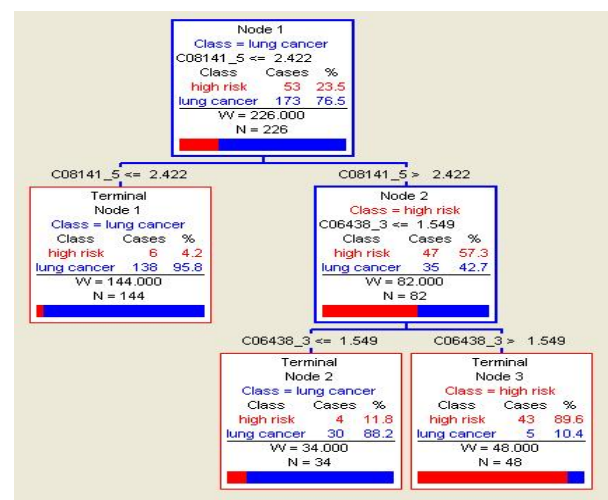 Node 1
Class = lung cancer
C08141_5 <= 2.422
Class Cases %
high risk 53 23.5
lung cancer 173 76.5
W = 226.000
N = 226
C08141_5 <= 2.422
C08141_5 > 2.422
Terminal
Node 1
Class = lung cancer
Class Cases %
high risk 6 4.2
lung cancer 138 95.8
W = 144.000
N = 144
Node 2
Class = high risk
C06438_3 <= 1.549
Class Cases %
high risk 47 57.3
lung cancer 35 42.7
W = 82.000
N = 82
C06438_3 <= 1.549
C06438_3 > 1.549
Terminal
Node 2
Class = lung cancer
Class Cases %
high risk 4 11.8
lung cancer 30 88.2
W = 34.000
N = 34
Terminal
Node 3
Class = high risk
Class Cases %
high risk 43 89.6
lung cancer 5 10.4
W = 48.000
N = 48